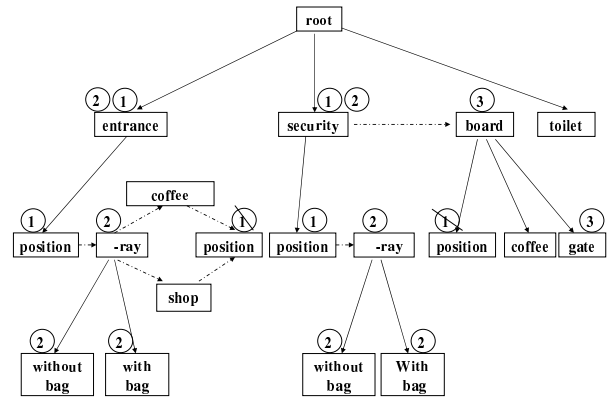 root
2 1
1 2
3
entrance
security
board
toilet
coffee
1
2
1
1
2
1
3
position
-ray
position
position
-ray
position
coffee
gate
shop
2
2
2
2
without
bag
with
bag
without
bag
With
bag